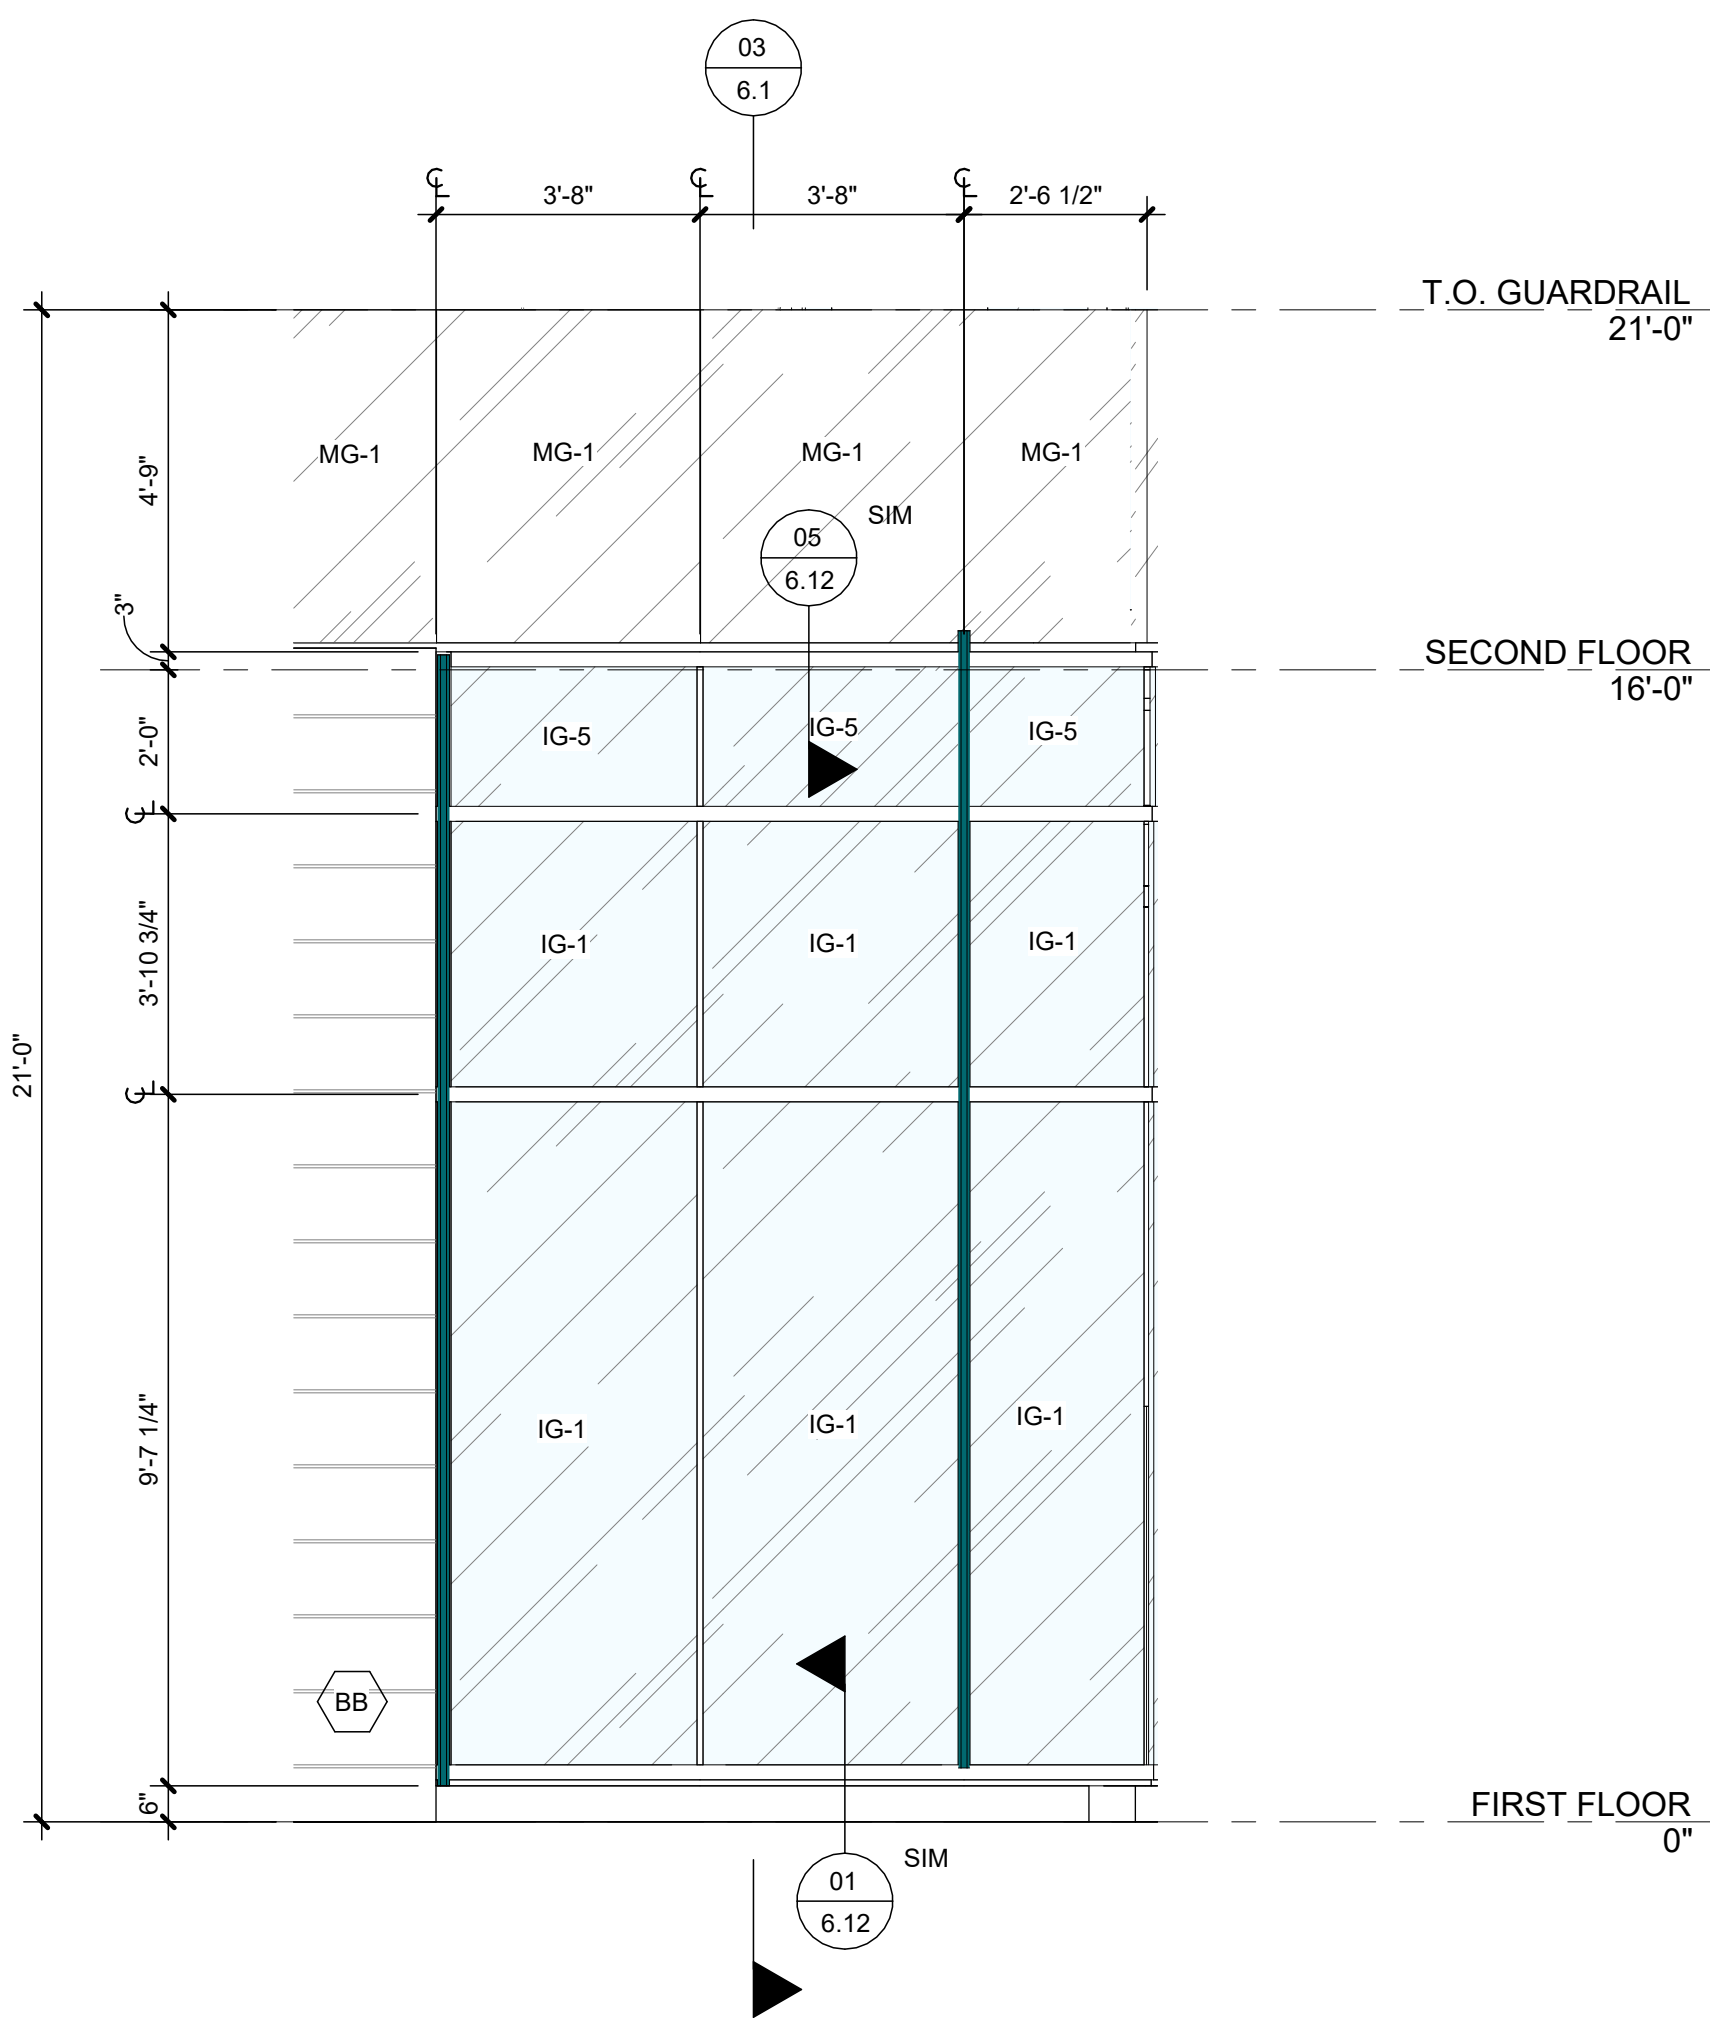 03
6.1
℄
℄
℄
3'-8"
3'-8"
2'-6 1/2"
T.O. GUARDRAIL
21'-0"
MG-1
MG-1
MG-1
MG-1
4'-9"
SIM
05
6.12
3"
SECOND FLOOR
16'-0"
2'-0"
IG-5
IG-5
IG-5
℄
3'-10 3/4"
IG-1
IG-1
IG-1
21'-0"
℄
9'-7 1/4"
IG-1
IG-1
IG-1
BB
6"
FIRST FLOOR
0"
SIM
01
6.12